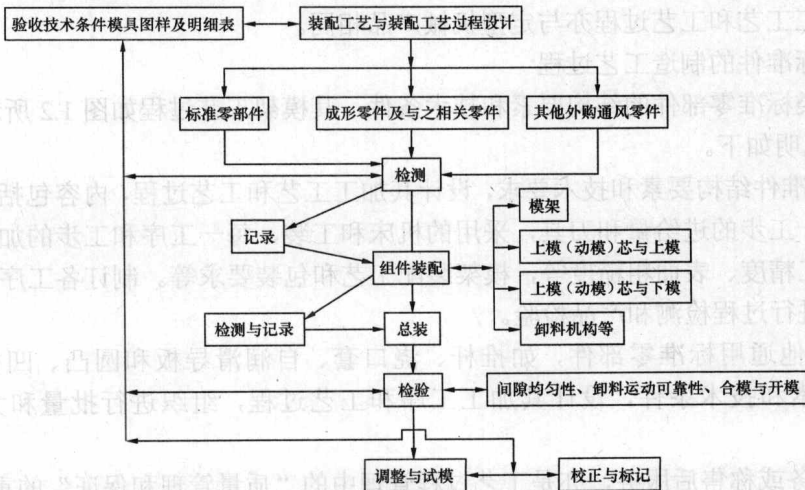 验收技术条件模具图样及明细表
装配工艺与装配工艺过程设计
标准零部件
成形零件及与之相关零件
其他外购通风零件
检测
模架
记录
上模(动模)芯与上模
组件装配
上模(动模)芯与下模
检测与记录
总装
卸料机构等
检验
间隙均匀性、卸料运动可靠性、合模与开模
调整与试模
校正与标记